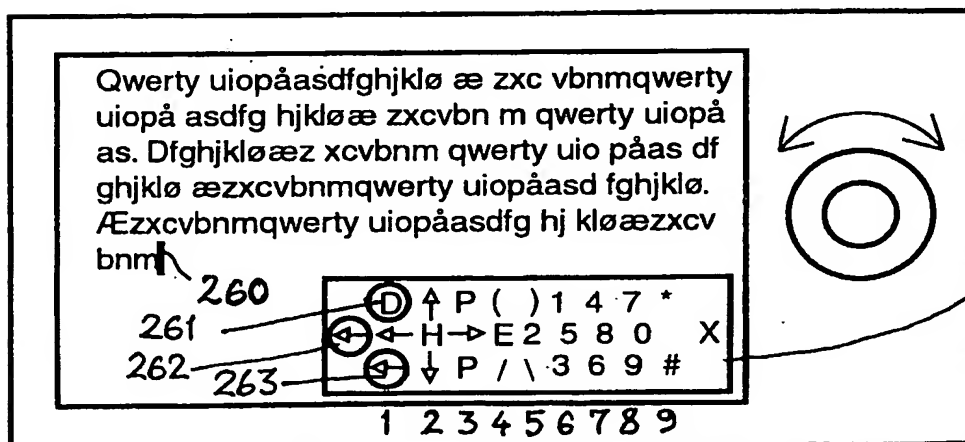 Qwerty uiopåasdfghjklø æ zxc vbnmqwerty
uiopå asdfg hjkløæ zxcvbn m qwerty uiopå
as. Dfghjkløæz xcvbnm qwerty uio påas df
ghjklø æzxcvbnmqwerty uiopåasd fghjklø.
Æzxcvbnmqwerty uiopåasdfg hj kløæzxcv
bnm
260
D ↑ P ( ) 1 4 7 *
261
← ← H → E 2 5 8 0 X
262
← ↓ P / \ 3 6 9 #
263
1 2 3 4 5 6 7 8 9